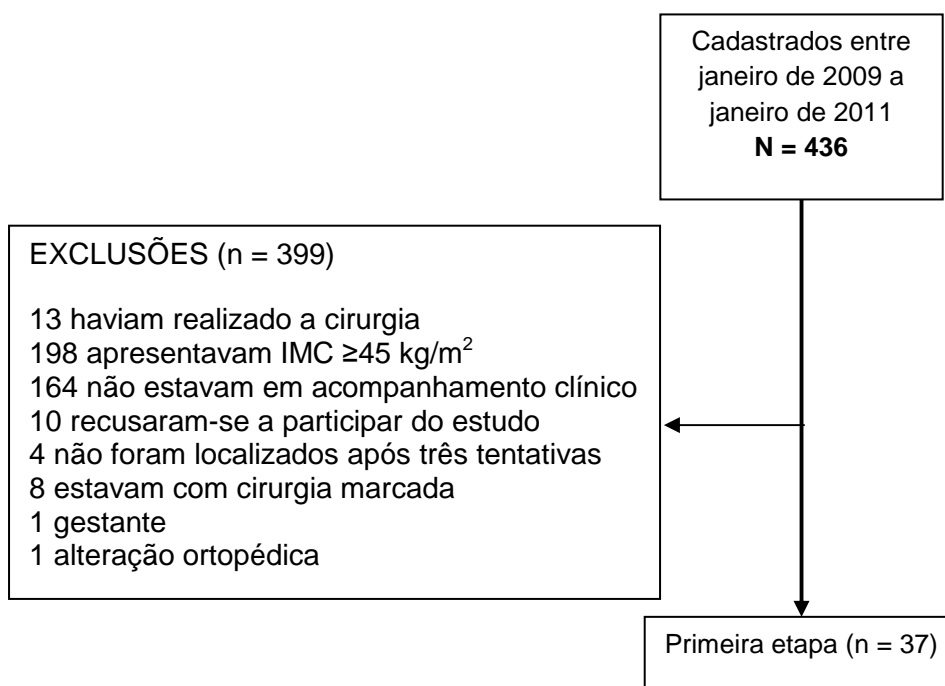 Cadastrados entre
janeiro de 2009 a
janeiro de 2011
N = 436
EXCLUSÕES (n = 399)
13 haviam realizado a cirurgia
198 apresentavam IMC ≥45 kg/m²
164 não estavam em acompanhamento clínico
10 recusaram-se a participar do estudo
4 não foram localizados após três tentativas
8 estavam com cirurgia marcada
1 gestante
1 alteração ortopédica
Primeira etapa (n = 37)